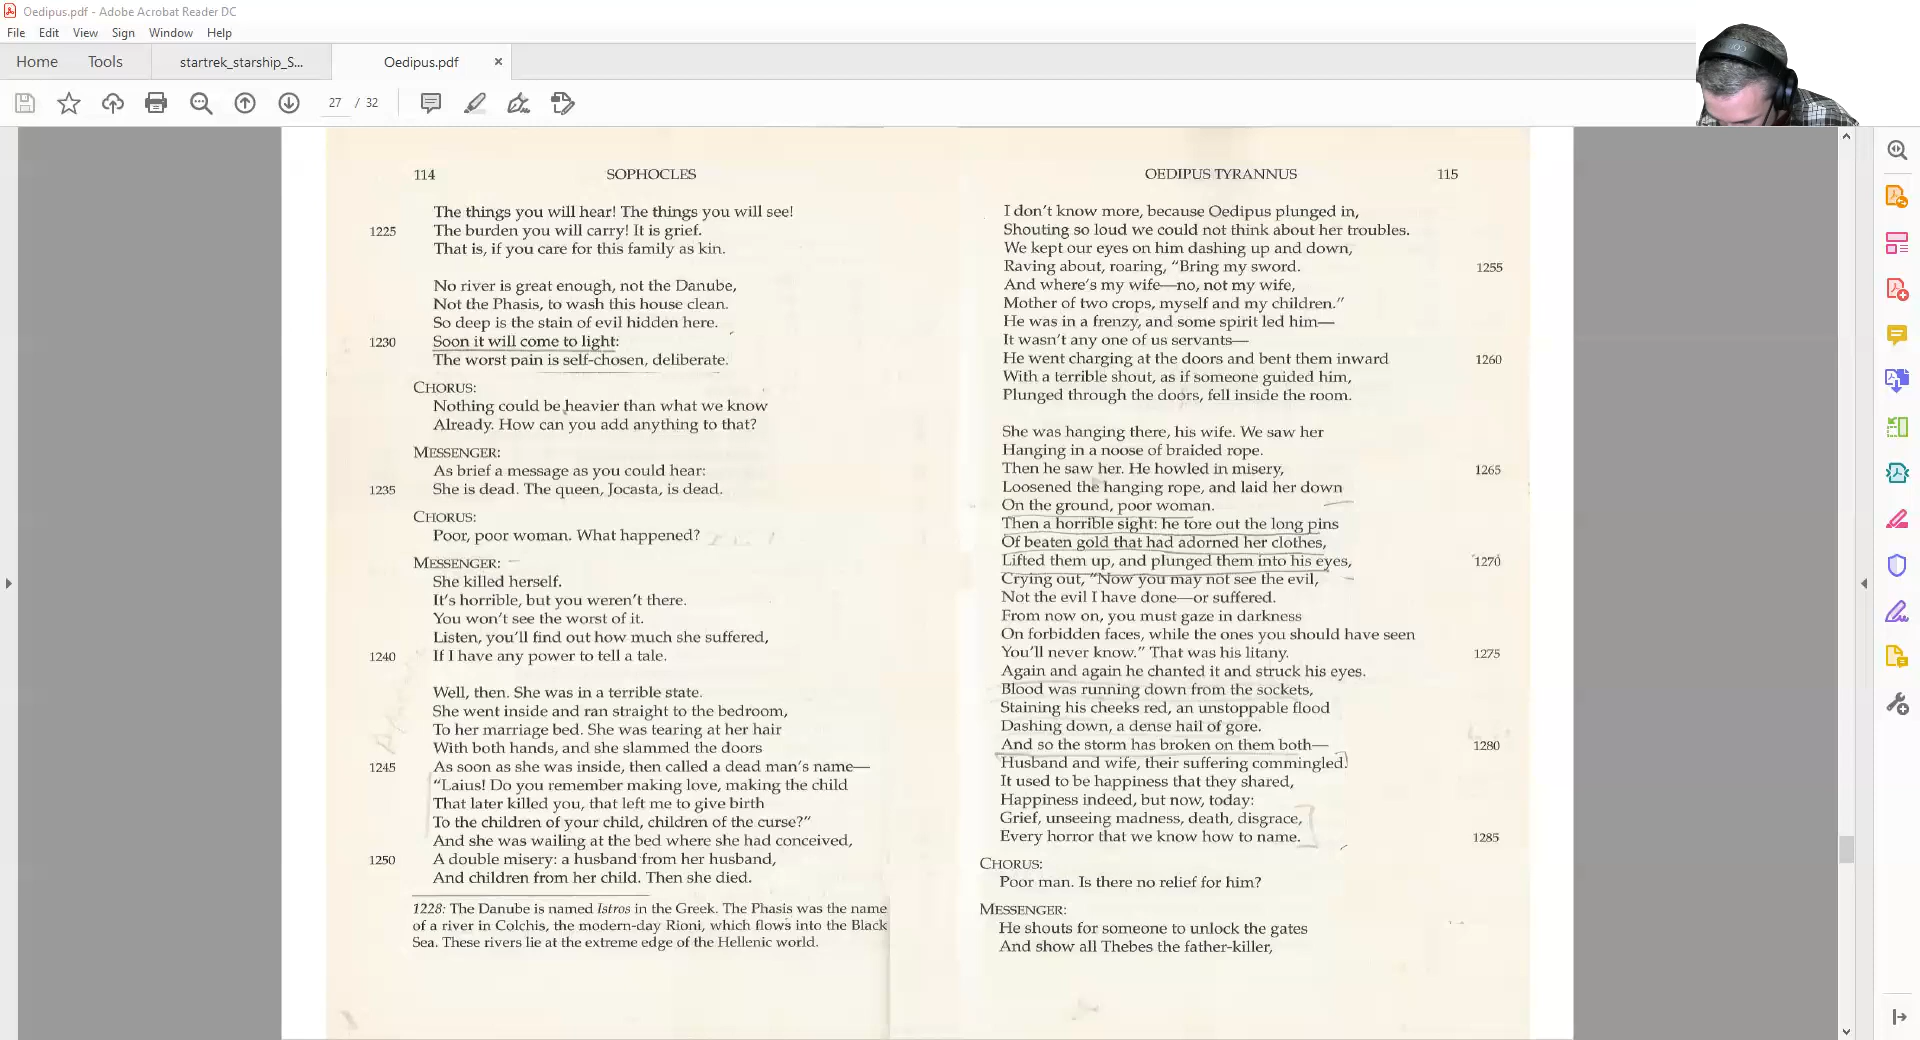 Oedipus.pdf - Adobe Acrobat Reader DC
File Edit View Sign Window Help
Home Tools startrek_starship_S... Oedipus.pdf ×
27 / 32
114 SOPHOCLES
The things you will hear! The things you will see!
1225 The burden you will carry! It is grief.
That is, if you care for this family as kin.
No river is great enough, not the Danube,
Not the Phasis, to wash this house clean.
So deep is the stain of evil hidden here.
1230 Soon it will come to light:
The worst pain is self-chosen, deliberate.
CHORUS:
Nothing could be heavier than what we know
Already. How can you add anything to that?
MESSENGER:
As brief a message as you could hear:
1235 She is dead. The queen, Jocasta, is dead.
CHORUS:
Poor, poor woman. What happened?
MESSENGER:
She killed herself.
It's horrible, but you weren't there.
You won't see the worst of it.
Listen, you'll find out how much she suffered,
1240 If I have any power to tell a tale.
Well, then. She was in a terrible state.
She went inside and ran straight to the bedroom,
To her marriage bed. She was tearing at her hair
With both hands, and she slammed the doors
1245 As soon as she was inside, then called a dead man's name—
"Laius! Do you remember making love, making the child
That later killed you, that left me to give birth
To the children of your child, children of the curse?"
And she was wailing at the bed where she had conceived,
1250 A double misery: a husband from her husband,
And children from her child. Then she died.
1228: The Danube is named Istros in the Greek. The Phasis was the name
of a river in Colchis, the modern-day Rioni, which flows into the Black
Sea. These rivers lie at the extreme edge of the Hellenic world.
OEDIPUS TYRANNUS 115
I don't know more, because Oedipus plunged in,
Shouting so loud we could not think about her troubles.
We kept our eyes on him dashing up and down,
Raving about, roaring, "Bring my sword. 1255
And where's my wife—no, not my wife,
Mother of two crops, myself and my children."
He was in a frenzy, and some spirit led him—
It wasn't any one of us servants—
He went charging at the doors and bent them inward 1260
With a terrible shout, as if someone guided him,
Plunged through the doors, fell inside the room.
She was hanging there, his wife. We saw her
Hanging in a noose of braided rope.
Then he saw her. He howled in misery, 1265
Loosened the hanging rope, and laid her down
On the ground, poor woman.
Then a horrible sight: he tore out the long pins
Of beaten gold that had adorned her clothes,
Lifted them up, and plunged them into his eyes, 1270
Crying out, "Now you may not see the evil,
Not the evil I have done—or suffered.
From now on, you must gaze in darkness
On forbidden faces, while the ones you should have seen
You'll never know." That was his litany. 1275
Again and again he chanted it and struck his eyes.
Blood was running down from the sockets,
Staining his cheeks red, an unstoppable flood
Dashing down, a dense hail of gore.
And so the storm has broken on them both— 1280
Husband and wife, their suffering commingled.
It used to be happiness that they shared,
Happiness indeed, but now, today:
Grief, unseeing madness, death, disgrace,
Every horror that we know how to name. 1285
CHORUS:
Poor man. Is there no relief for him?
MESSENGER:
He shouts for someone to unlock the gates
And show all Thebes the father-killer,